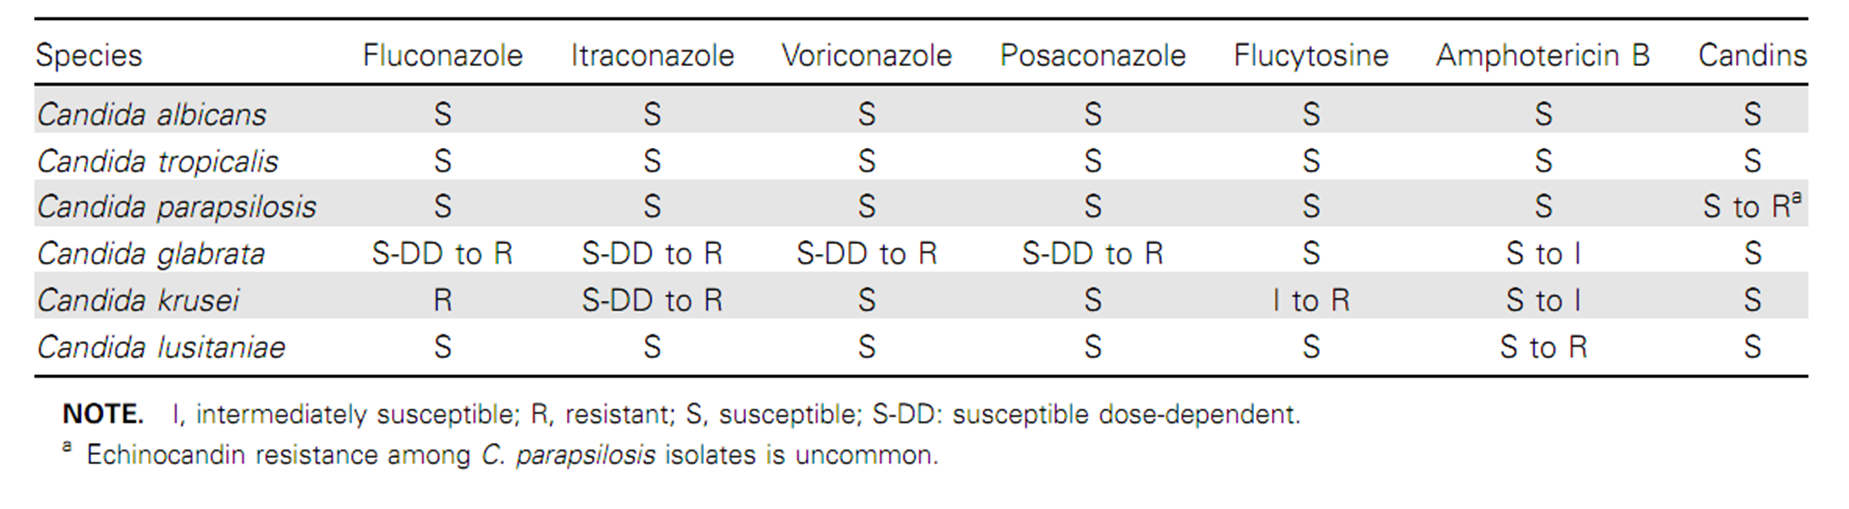 Species Fluconazole Itraconazole Voriconazole Posaconazole Flucytosine Amphotericin B Candins
Candida albicans S S S S S S S
Candida tropicalis S S S S S S S
Candida parapsilosis S S S S S S S to Rᵃ
Candida glabrata S-DD to R S-DD to R S-DD to R S-DD to R S S to I S
Candida krusei R S-DD to R S S I to R S to I S
Candida lusitaniae S S S S S S to R S
NOTE. I, intermediately susceptible; R, resistant; S, susceptible; S-DD: susceptible dose-dependent.
ᵃ Echinocandin resistance among C. parapsilosis isolates is uncommon.